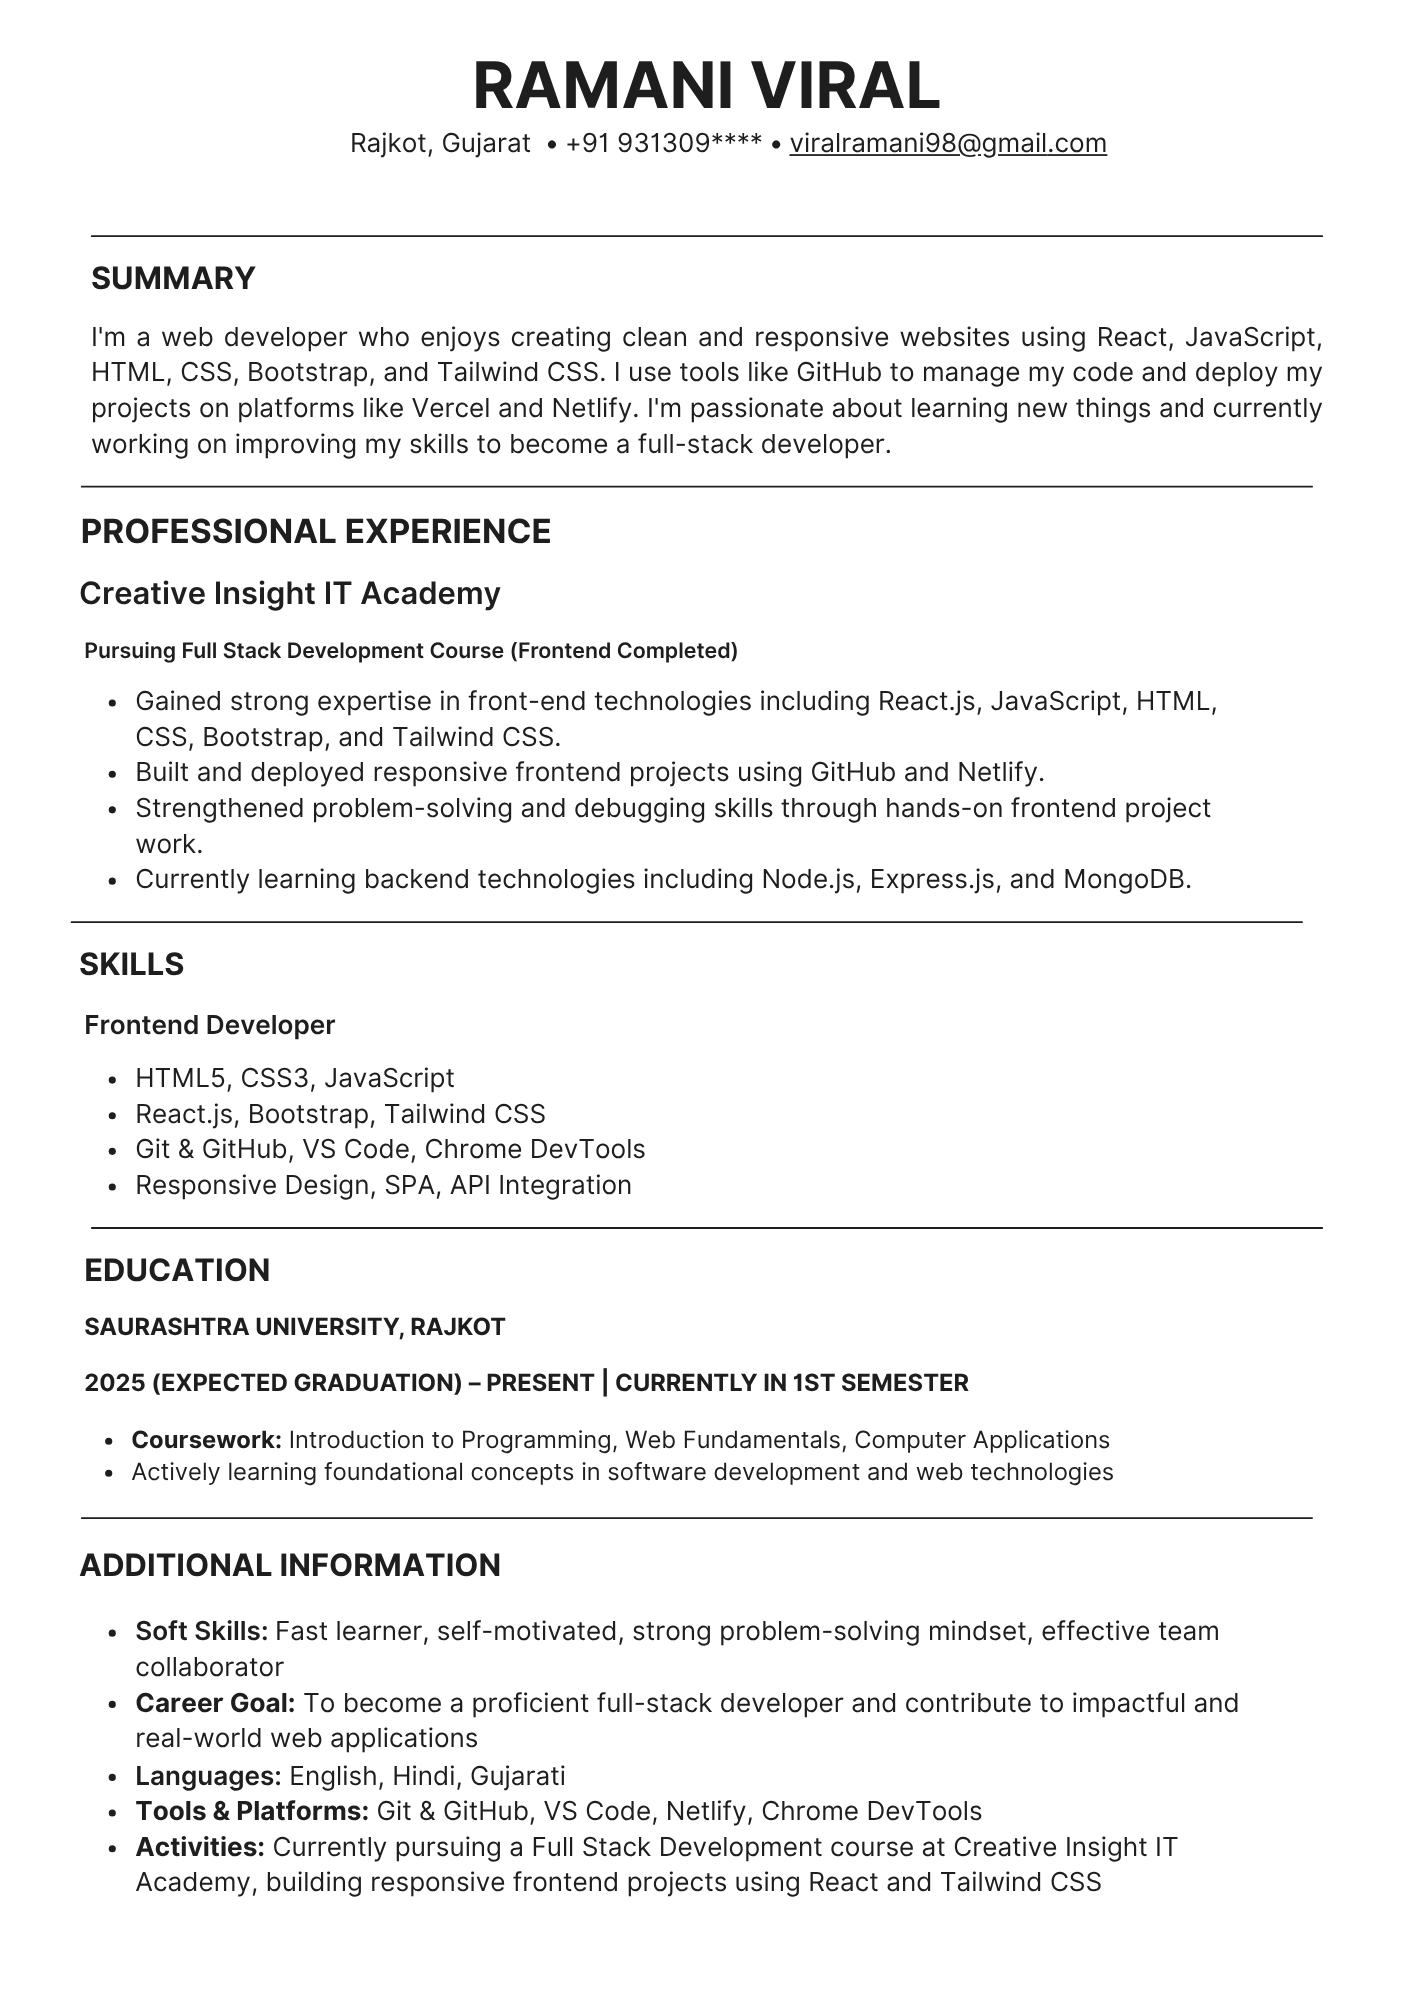 RAMANI VIRAL
Rajkot, Gujarat • +91 931309**** • viralramani98@gmail.com
SUMMARY
I'm a web developer who enjoys creating clean and responsive websites using React, JavaScript,
HTML, CSS, Bootstrap, and Tailwind CSS. I use tools like GitHub to manage my code and deploy my
projects on platforms like Vercel and Netlify. I'm passionate about learning new things and currently
working on improving my skills to become a full-stack developer.
PROFESSIONAL EXPERIENCE
Creative Insight IT Academy
Pursuing Full Stack Development Course (Frontend Completed)
• Gained strong expertise in front-end technologies including React.js, JavaScript, HTML,
CSS, Bootstrap, and Tailwind CSS.
• Built and deployed responsive frontend projects using GitHub and Netlify.
• Strengthened problem-solving and debugging skills through hands-on frontend project
work.
• Currently learning backend technologies including Node.js, Express.js, and MongoDB.
SKILLS
Frontend Developer
• HTML5, CSS3, JavaScript
• React.js, Bootstrap, Tailwind CSS
• Git & GitHub, VS Code, Chrome DevTools
• Responsive Design, SPA, API Integration
EDUCATION
SAURASHTRA UNIVERSITY, RAJKOT
2025 (EXPECTED GRADUATION) – PRESENT | CURRENTLY IN 1ST SEMESTER
• Coursework: Introduction to Programming, Web Fundamentals, Computer Applications
• Actively learning foundational concepts in software development and web technologies
ADDITIONAL INFORMATION
• Soft Skills: Fast learner, self-motivated, strong problem-solving mindset, effective team
collaborator
• Career Goal: To become a proficient full-stack developer and contribute to impactful and
real-world web applications
• Languages: English, Hindi, Gujarati
• Tools & Platforms: Git & GitHub, VS Code, Netlify, Chrome DevTools
• Activities: Currently pursuing a Full Stack Development course at Creative Insight IT
Academy, building responsive frontend projects using React and Tailwind CSS